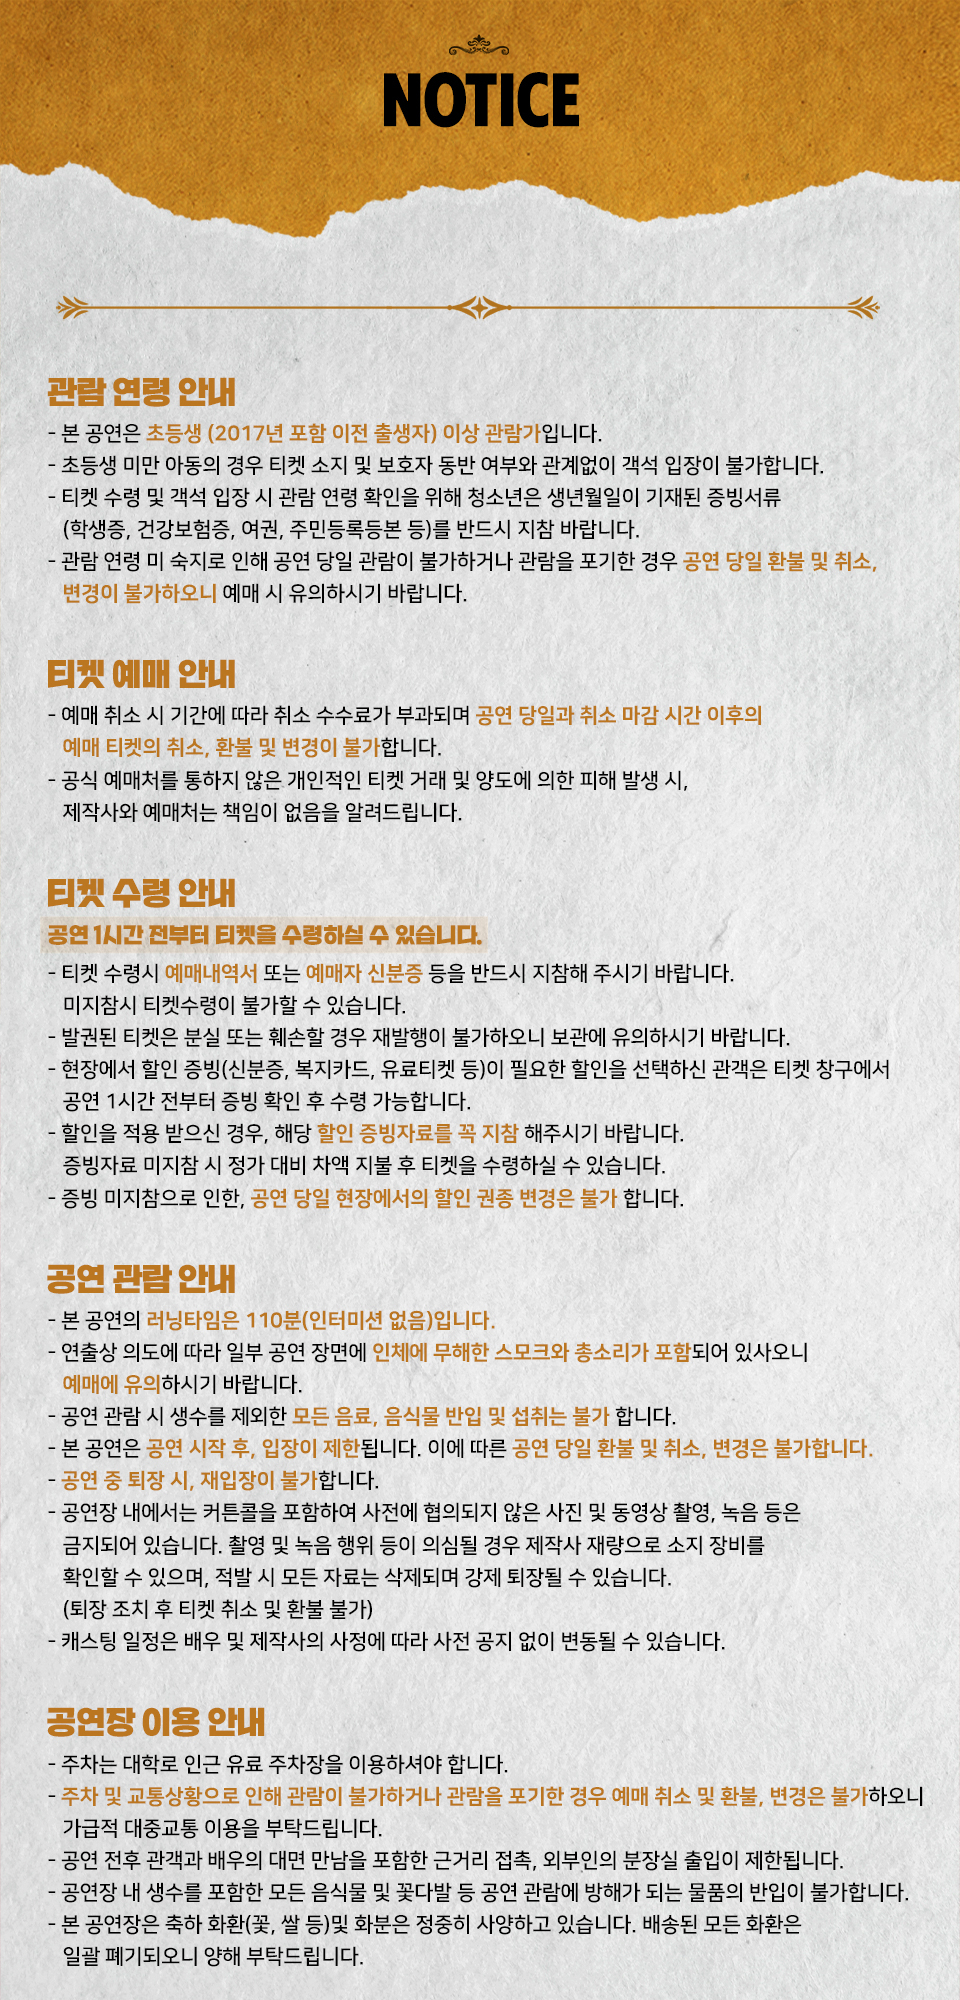 NOTICE
관람 연령 안내
- 본 공연은 초등생 (2017년 포함 이전 출생자) 이상 관람가입니다.
- 초등생 미만 아동의 경우 티켓 소지 및 보호자 동반 여부와 관계없이 객석 입장이 불가합니다.
- 티켓 수령 및 객석 입장 시 관람 연령 확인을 위해 청소년은 생년월일이 기재된 증빙서류
(학생증, 건강보험증, 여권, 주민등록등본 등)를 반드시 지참 바랍니다.
- 관람 연령 미 숙지로 인해 공연 당일 관람이 불가하거나 관람을 포기한 경우 공연 당일 환불 및 취소,
변경이 불가하오니 예매 시 유의하시기 바랍니다.
티켓 예매 안내
- 예매 취소 시 기간에 따라 취소 수수료가 부과되며 공연 당일과 취소 마감 시간 이후의
예매 티켓의 취소, 환불 및 변경이 불가합니다.
- 공식 예매처를 통하지 않은 개인적인 티켓 거래 및 양도에 의한 피해 발생 시,
제작사와 예매처는 책임이 없음을 알려드립니다.
티켓 수령 안내
공연 1시간 전부터 티켓을 수령하실 수 있습니다.
- 티켓 수령시 예매내역서 또는 예매자 신분증 등을 반드시 지참해 주시기 바랍니다.
미지참시 티켓수령이 불가할 수 있습니다.
- 발권된 티켓은 분실 또는 훼손할 경우 재발행이 불가하오니 보관에 유의하시기 바랍니다.
- 현장에서 할인 증빙(신분증, 복지카드, 유료티켓 등)이 필요한 할인을 선택하신 관객은 티켓 창구에서
공연 1시간 전부터 증빙 확인 후 수령 가능합니다.
- 할인을 적용 받으신 경우, 해당 할인 증빙자료를 꼭 지참 해주시기 바랍니다.
증빙자료 미지참 시 정가 대비 차액 지불 후 티켓을 수령하실 수 있습니다.
- 증빙 미지참으로 인한, 공연 당일 현장에서의 할인 권종 변경은 불가 합니다.
공연 관람 안내
- 본 공연의 러닝타임은 110분(인터미션 없음)입니다.
- 연출상 의도에 따라 일부 공연 장면에 인체에 무해한 스모크와 총소리가 포함되어 있사오니
예매에 유의하시기 바랍니다.
- 공연 관람 시 생수를 제외한 모든 음료, 음식물 반입 및 섭취는 불가 합니다.
- 본 공연은 공연 시작 후, 입장이 제한됩니다. 이에 따른 공연 당일 환불 및 취소, 변경은 불가합니다.
- 공연 중 퇴장 시, 재입장이 불가합니다.
- 공연장 내에서는 커튼콜을 포함하여 사전에 협의되지 않은 사진 및 동영상 촬영, 녹음 등은
금지되어 있습니다. 촬영 및 녹음 행위 등이 의심될 경우 제작사 재량으로 소지 장비를
확인할 수 있으며, 적발 시 모든 자료는 삭제되며 강제 퇴장될 수 있습니다.
(퇴장 조치 후 티켓 취소 및 환불 불가)
- 캐스팅 일정은 배우 및 제작사의 사정에 따라 사전 공지 없이 변동될 수 있습니다.
공연장 이용 안내
- 주차는 대학로 인근 유료 주차장을 이용하셔야 합니다.
- 주차 및 교통상황으로 인해 관람이 불가하거나 관람을 포기한 경우 예매 취소 및 환불, 변경은 불가하오니
가급적 대중교통 이용을 부탁드립니다.
- 공연 전후 관객과 배우의 대면 만남을 포함한 근거리 접촉, 외부인의 분장실 출입이 제한됩니다.
- 공연장 내 생수를 포함한 모든 음식물 및 꽃다발 등 공연 관람에 방해가 되는 물품의 반입이 불가합니다.
- 본 공연장은 축하 화환(꽃, 쌀 등)및 화분은 정중히 사양하고 있습니다. 배송된 모든 화환은
일괄 폐기되오니 양해 부탁드립니다.